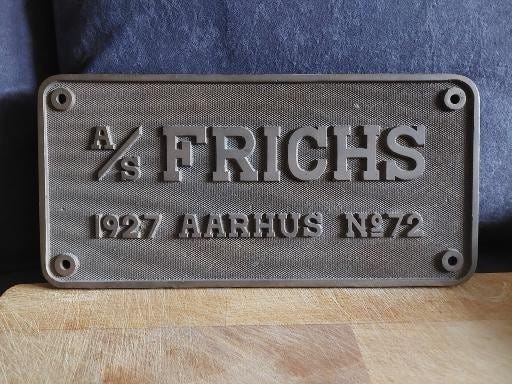 A/S FRICHS
1927 AARHUS Nº72